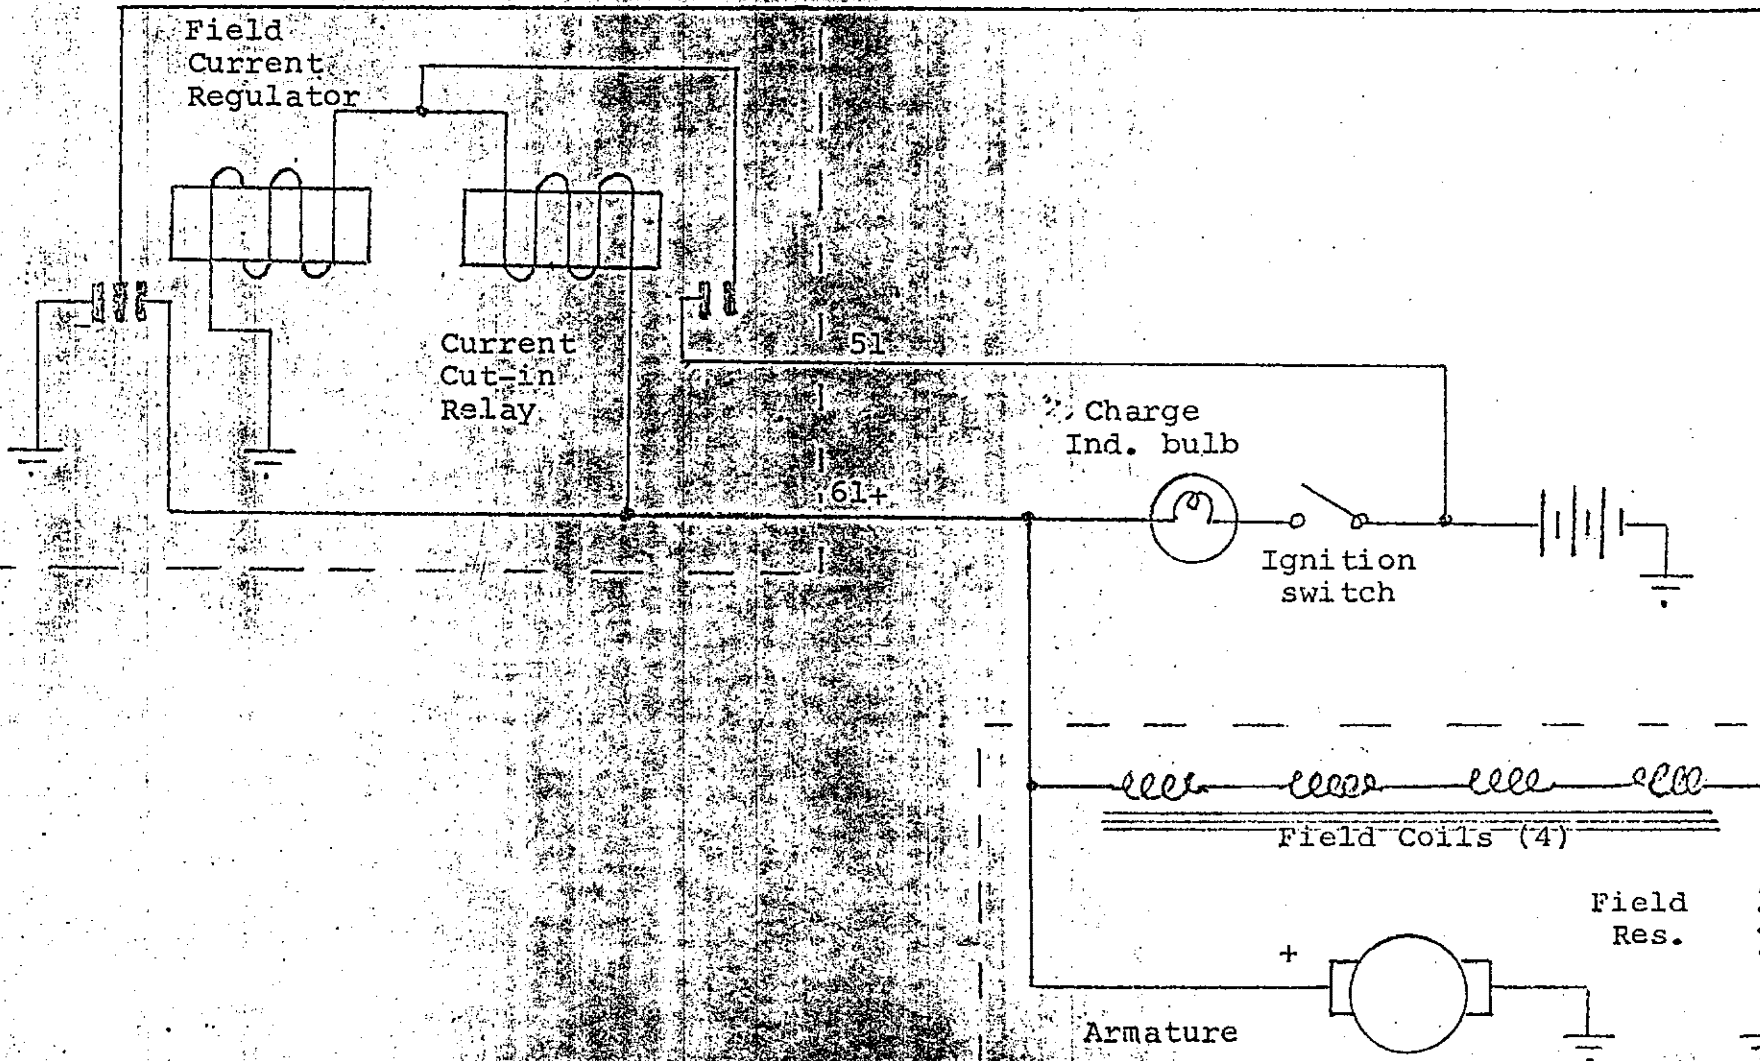 Field
Current
Regulator
Current
Cut-in
Relay
51
61+
Charge
Ind. bulb
Ignition
switch
Field Coils (4)
Field
Res.
+
Armature